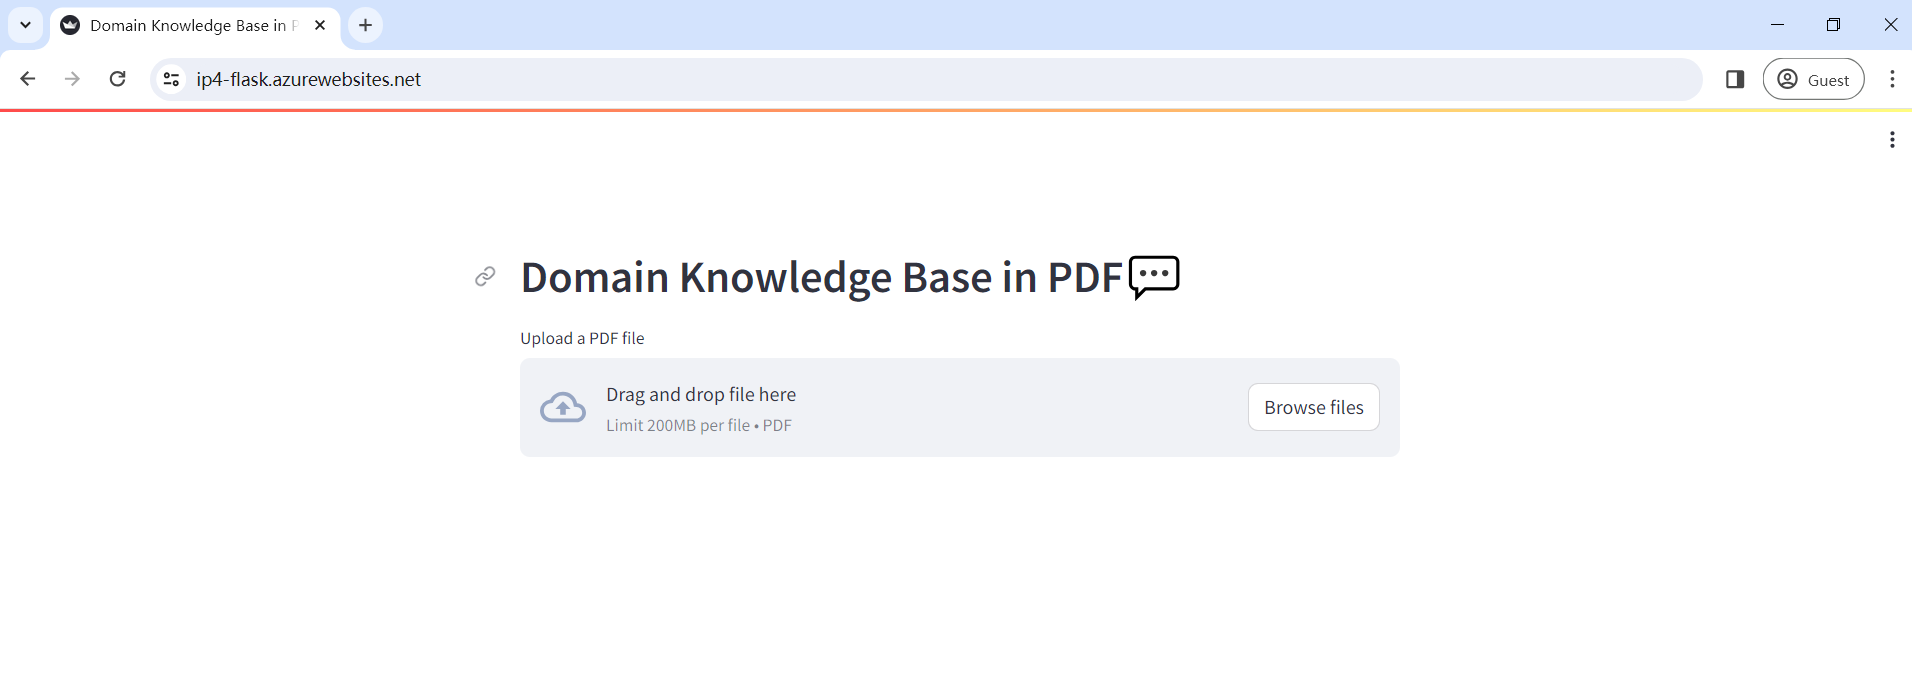 Domain Knowledge Base in
ip4-flask.azurewebsites.net
Guest
Domain Knowledge Base in PDF💬
Upload a PDF file
Drag and drop file here
Limit 200MB per file • PDF
Browse files